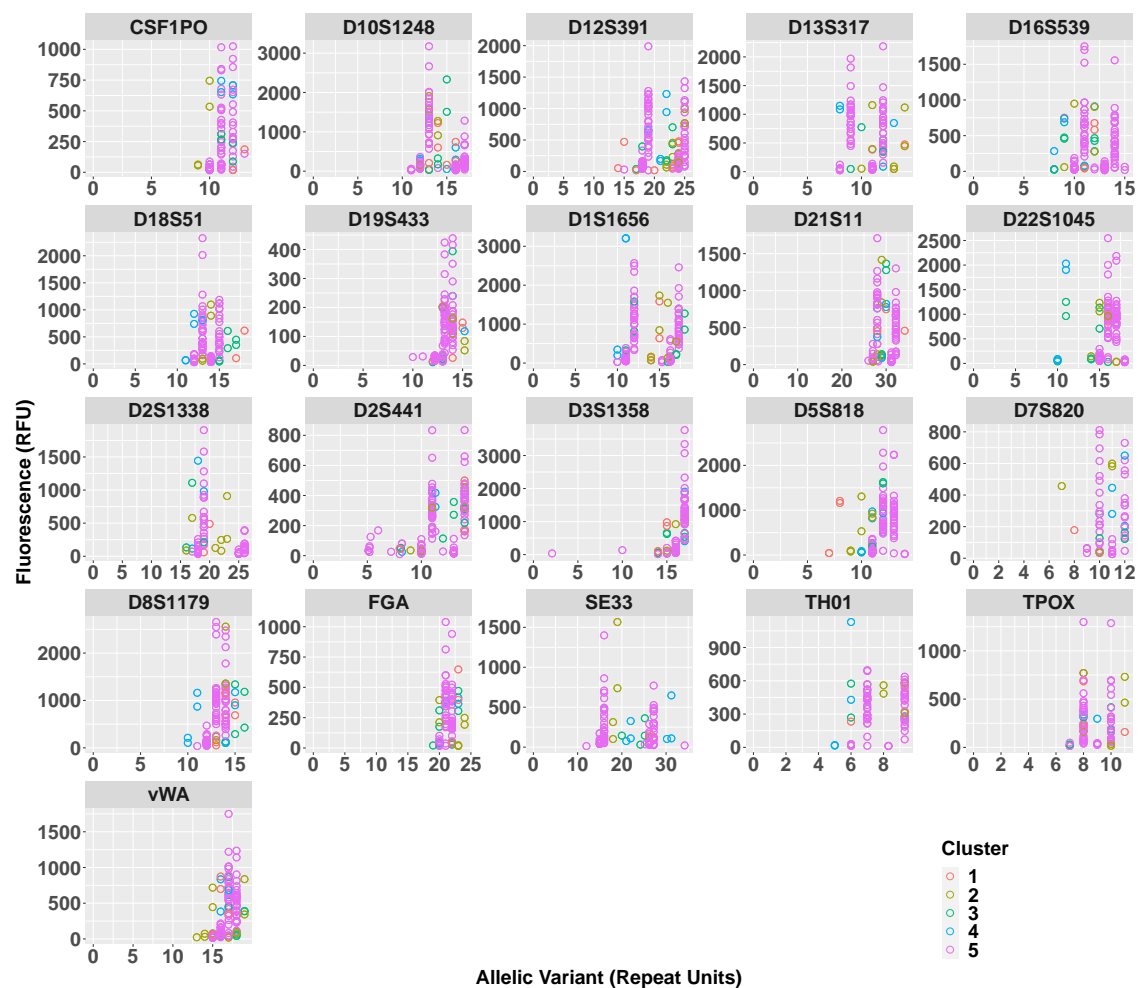 CSF1PO D10S1248 D12S391 D13S317 D16S539
1000 750 500 250 0
3000 2000 1000 0
2000 1500 1000 500 0
2000 1500 1000 500 0
1500 1000 500 0
0 5 10
0 5 10 15
0 5 10 15 20 25
0 5 10
0 5 10 15
D18S51 D19S433 D1S1656 D21S11 D22S1045
2000 1500 1000 500 0
400 300 200 100 0
3000 2000 1000 0
1500 1000 500 0
2500 2000 1500 1000 500 0
0 5 10 15
0 5 10 15
0 5 10 15
0 10 20 30
0 5 10 15
D2S1338 D2S441 D3S1358 D5S818 D7S820
1500 1000 500 0
800 600 400 200 0
3000 2000 1000 0
2000 1000 0
800 600 400 200 0
0 5 10 15 20 25
0 5 10
0 5 10 15
0 5 10
0 2 4 6 8 10 12
D8S1179 FGA SE33 TH01 TPOX
2000 1000 0
1000 750 500 250 0
1500 1000 500 0
900 600 300 0
1000 500 0
0 5 10 15
0 5 10 15 20 25
0 10 20 30
0 2 4 6 8
0 2 4 6 8 10
vWA
1500 1000 500 0
0 5 10 15
Fluorescence (RFU)
Allelic Variant (Repeat Units)
Cluster
1
2
3
4
5